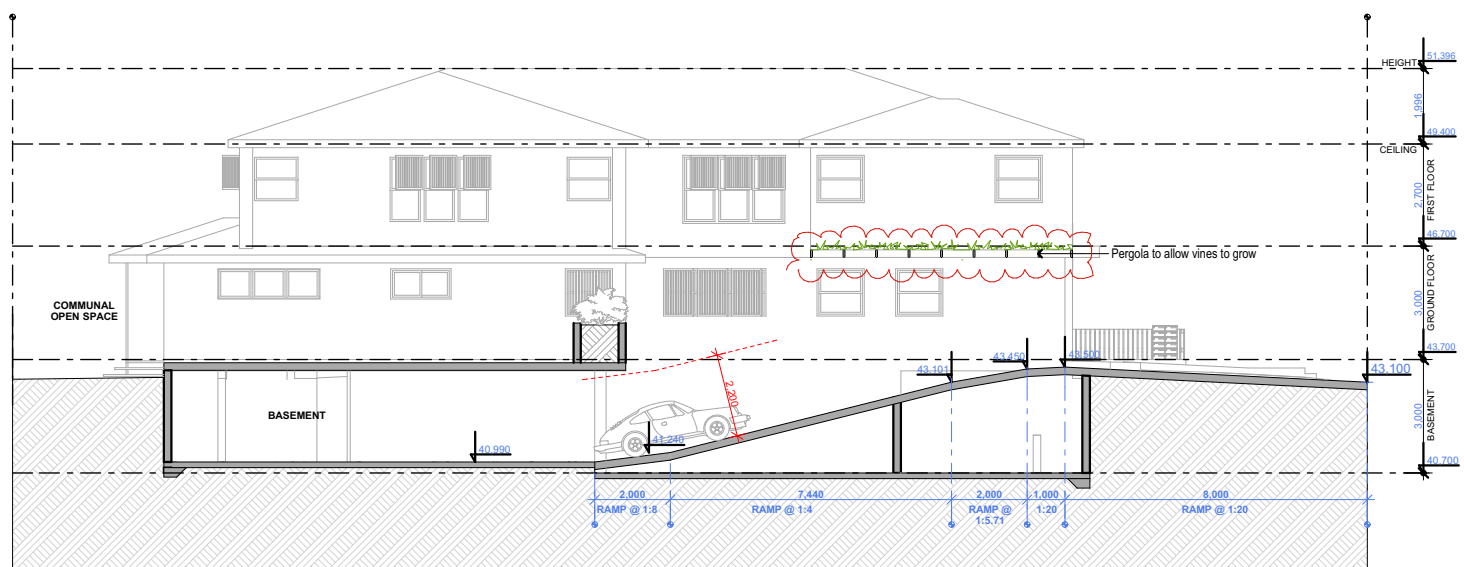 HEIGHT
51.396
1.996
49.400
CEILING
2.700
FIRST FLOOR
46.700
Pergola to allow vines to grow
3.000
GROUND FLOOR
COMMUNAL
OPEN SPACE
43.700
43.450
43.500
43.101
43.100
2,200
BASEMENT
3.000
BASEMENT
41.240
40.990
40.700
2,000
7,440
2,000
1,000
8,000
RAMP @ 1:8
RAMP @ 1:4
RAMP @
1:5.71
1:20
RAMP @ 1:20